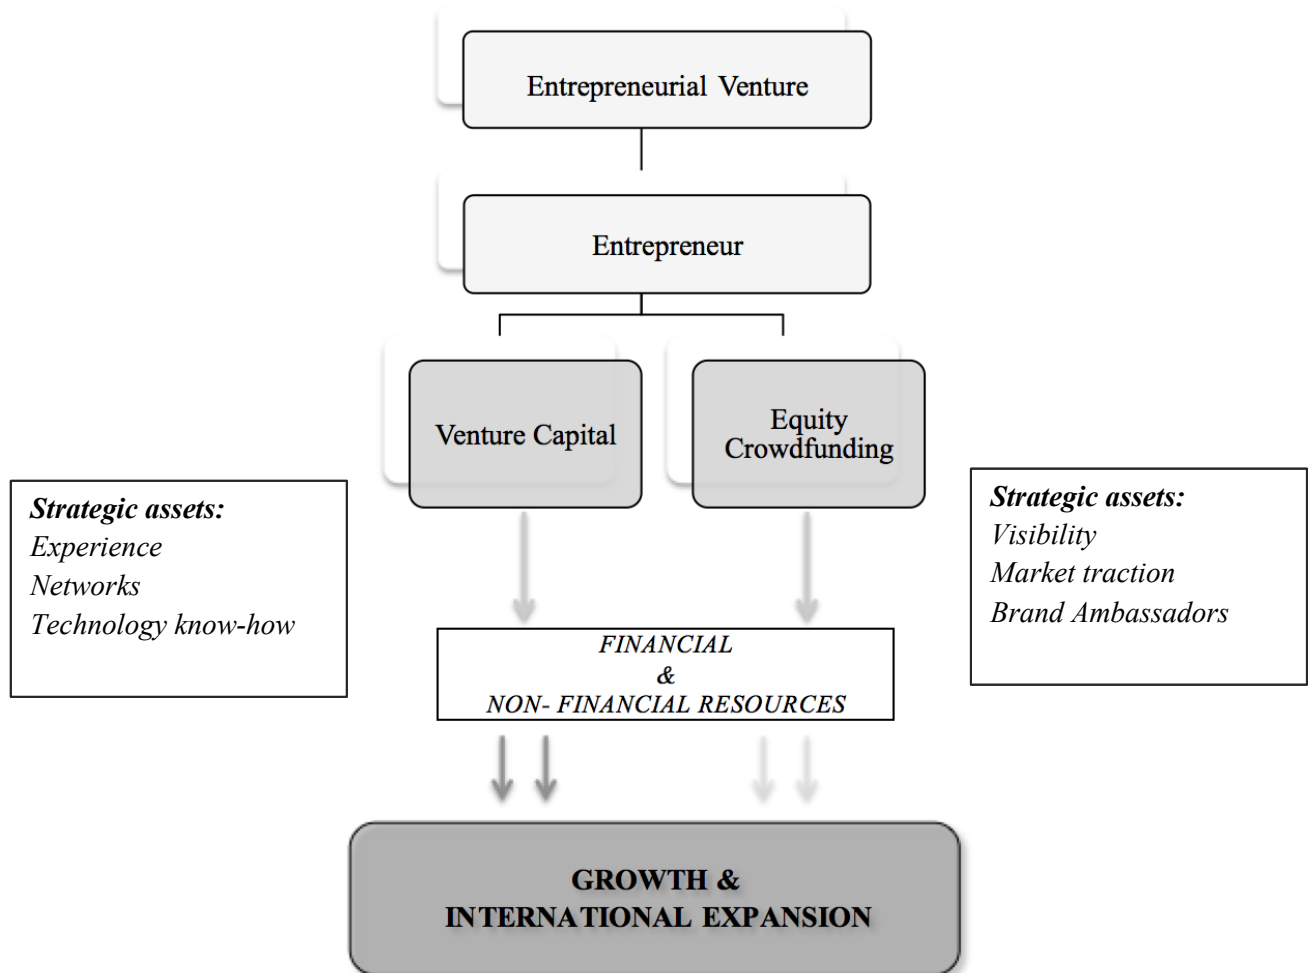 Entrepreneurial Venture
Entrepreneur
Venture Capital
Equity
Crowdfunding
Strategic assets:
Experience
Networks
Technology know-how
Strategic assets:
Visibility
Market traction
Brand Ambassadors
FINANCIAL
&
NON- FINANCIAL RESOURCES
GROWTH &
INTERNATIONAL EXPANSION